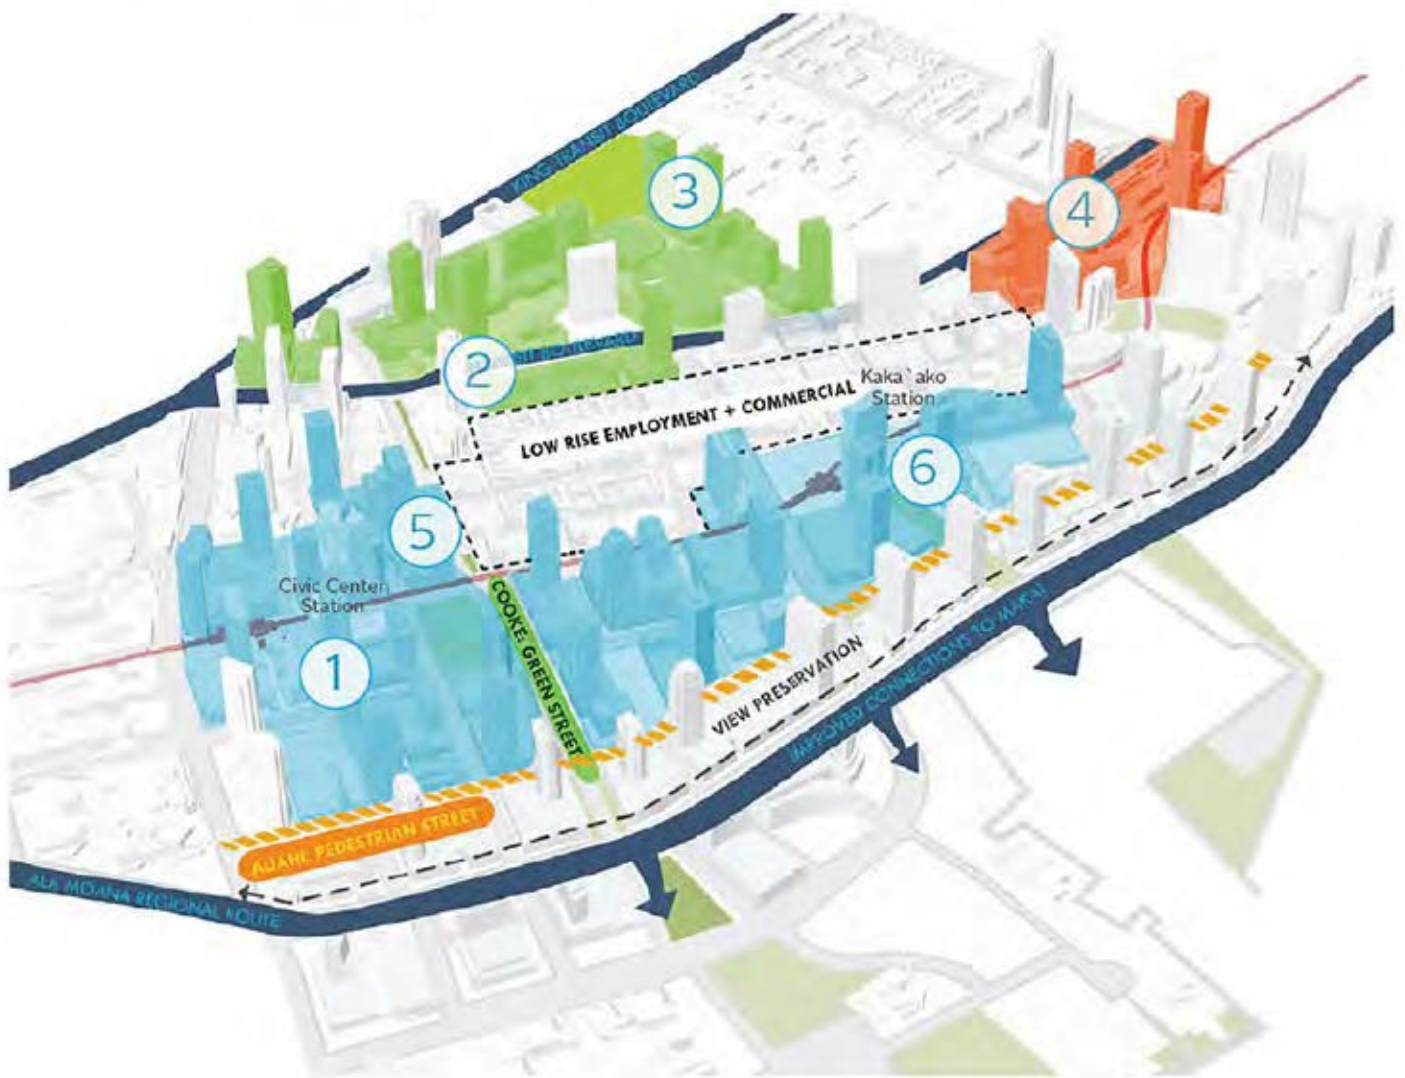 KING TRANSIT BOULEVARD
3
4
2
Kaka`ako
Station
LOW RISE EMPLOYMENT + COMMERCIAL
6
5
Civic Center
Station
1
COOKE: GREEN STREET
VIEW PRESERVATION
IMPROVED CONNECTIONS TO MAKAI
AUAHI: PEDESTRIAN STREET
ALA MOANA REGIONAL ROUTE